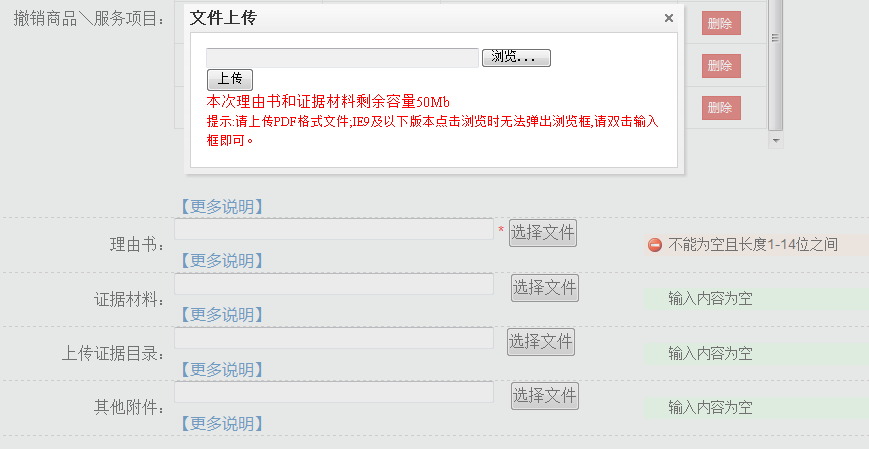 撤销商品＼服务项目：
文件上传
×
删除
浏览...
上传
删除
本次理由书和证据材料剩余容量50Mb
删除
提示:请上传PDF格式文件;IE9及以下版本点击浏览时无法弹出浏览框,请双击输入
框即可。
【更多说明】
理由书： * 选择文件 不能为空且长度1-14位之间
【更多说明】
证据材料： 选择文件 输入内容为空
【更多说明】
上传证据目录： 选择文件 输入内容为空
【更多说明】
其他附件： 选择文件 输入内容为空
【更多说明】